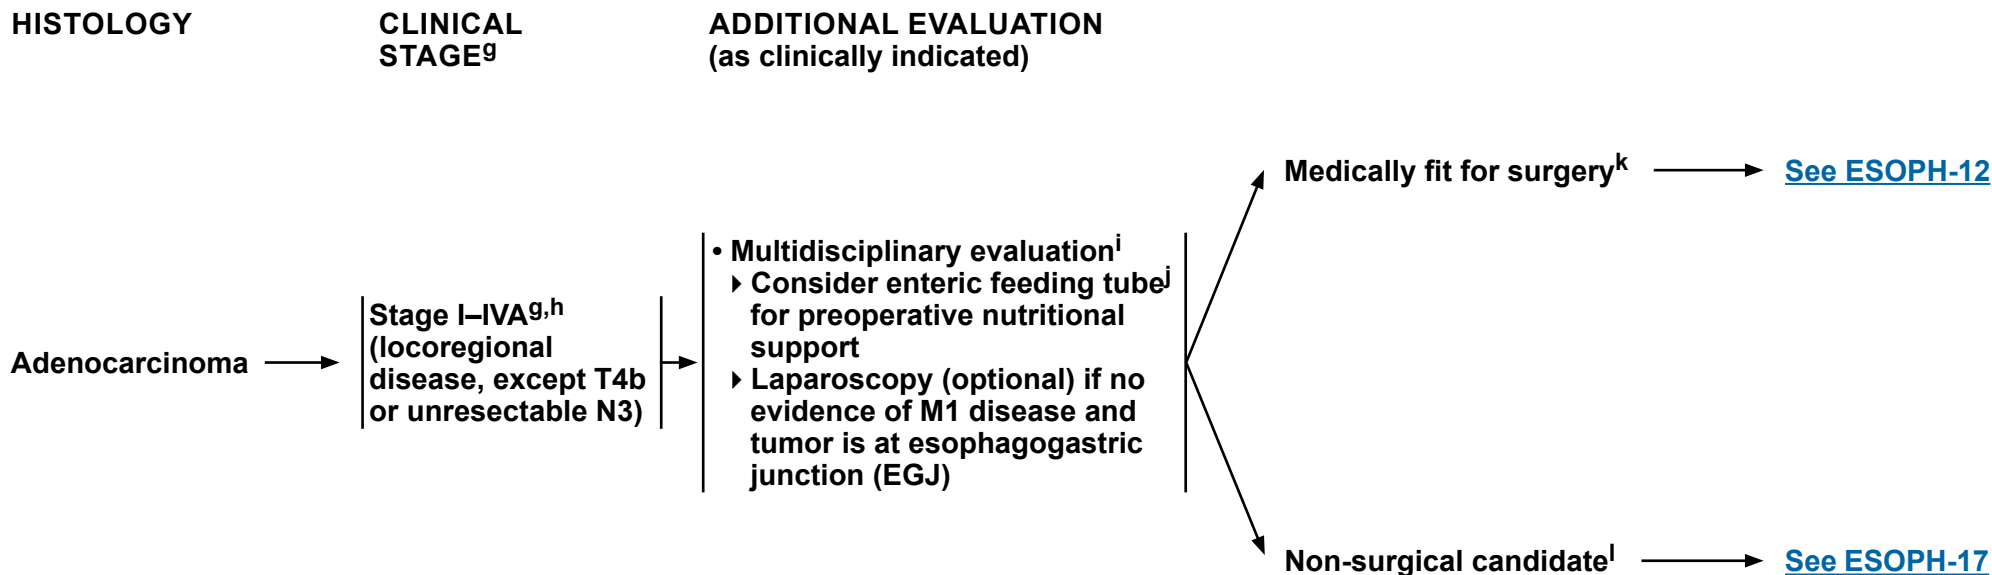 HISTOLOGY
CLINICAL
STAGEg
ADDITIONAL EVALUATION
(as clinically indicated)
Adenocarcinoma
Stage I–IVAg,h
(locoregional
disease, except T4b
or unresectable N3)
• Multidisciplinary evaluationi
Consider enteric feeding tubej
for preoperative nutritional
support
Laparoscopy (optional) if no
evidence of M1 disease and
tumor is at esophagogastric
junction (EGJ)
Medically fit for surgeryk
See ESOPH-12
Non-surgical candidatel
See ESOPH-17